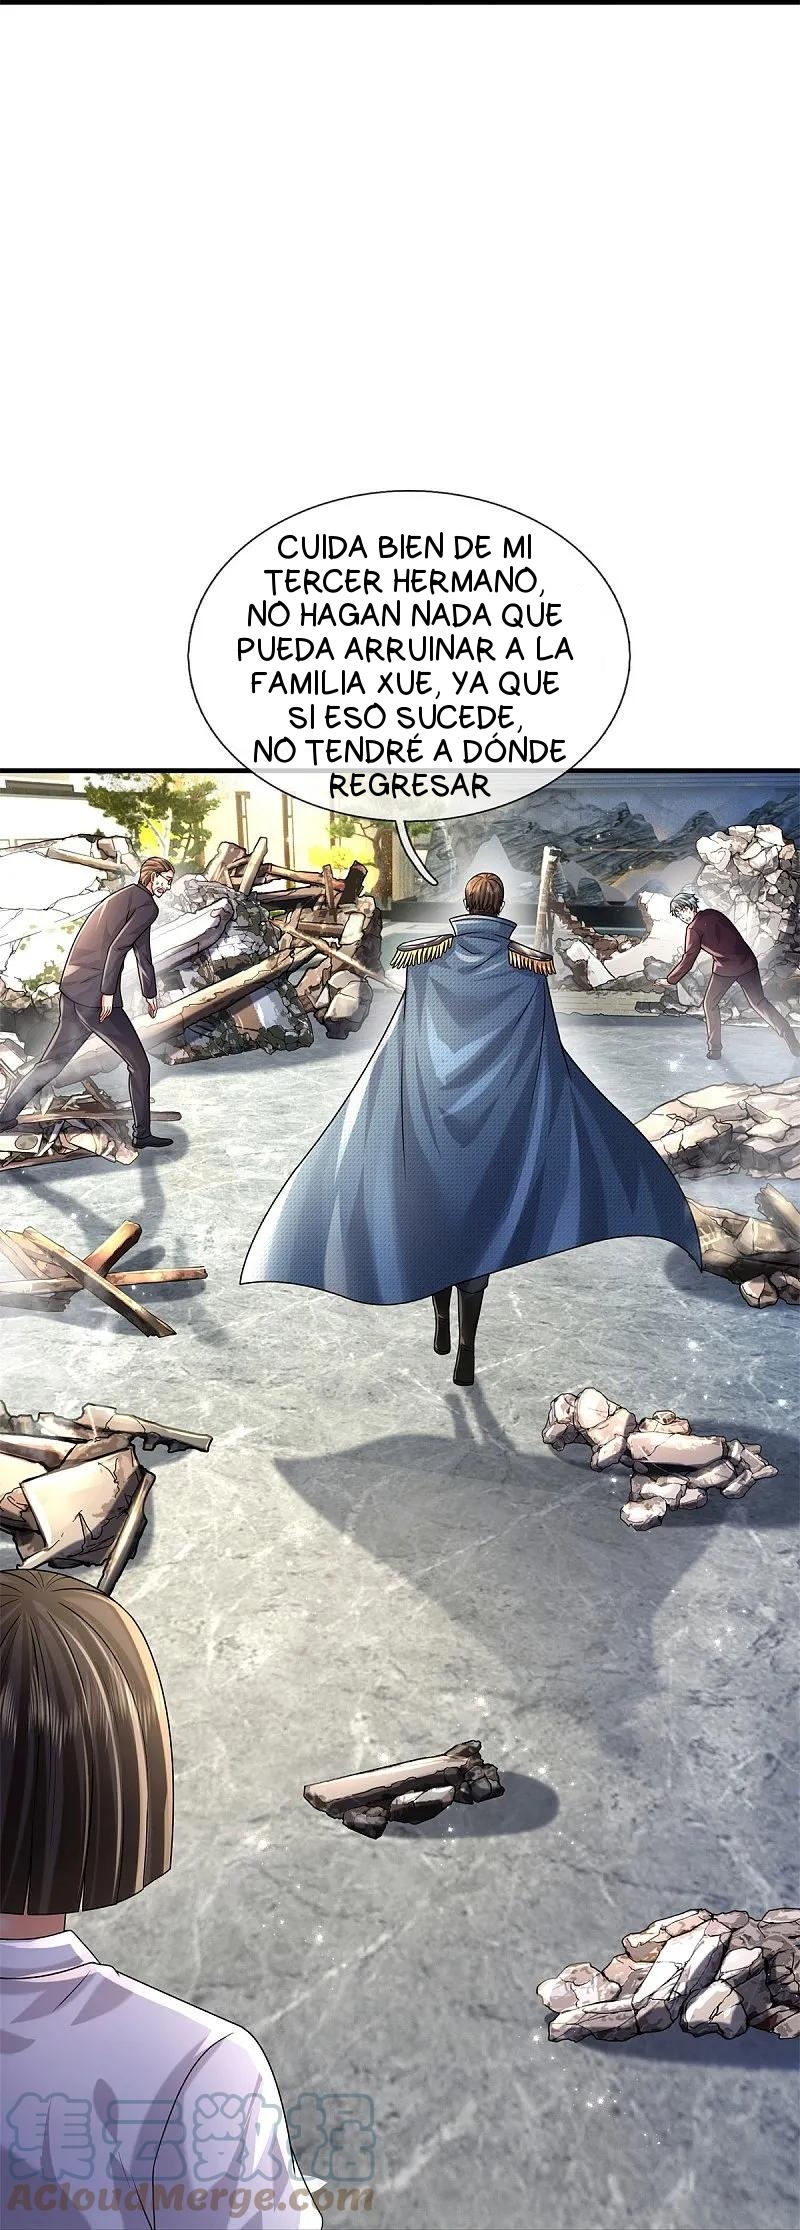 CUIDA BIEN DE MI
TERCER HERMANO,
NO HAGAN NADA QUE
PUEDA ARRUINAR A LA
FAMILIA XUE, YA QUE
SI ESO SUCEDE,
NO TENDRÉ A DÓNDE
REGRESAR
集云数据
ACloudMerge.com